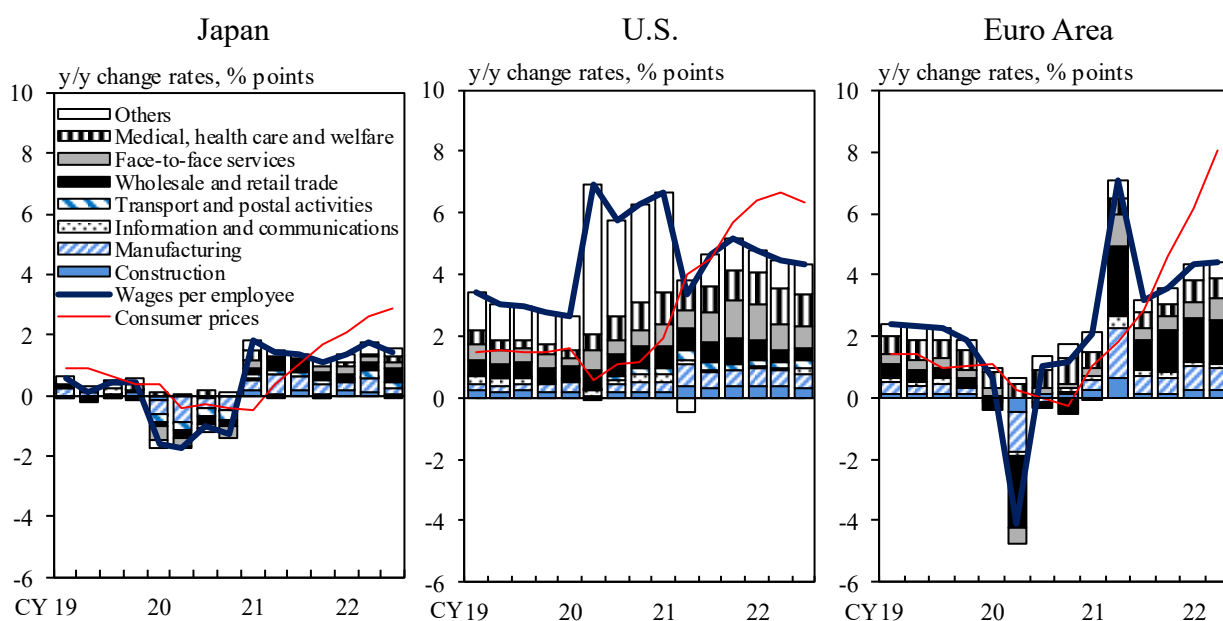 Japan
y/y change rates, % points
10
8
6
4
2
0
-2
-4
-6
Others
Medical, health care and welfare
Face-to-face services
Wholesale and retail trade
Transport and postal activities
Information and communications
Manufacturing
Construction
Wages per employee
Consumer prices
CY 19 20 21 22
U.S.
y/y change rates, % points
10
8
6
4
2
0
-2
-4
-6
CY 19 20 21 22
Euro Area
y/y change rates, % points
10
8
6
4
2
0
-2
-4
-6
CY 19 20 21 22